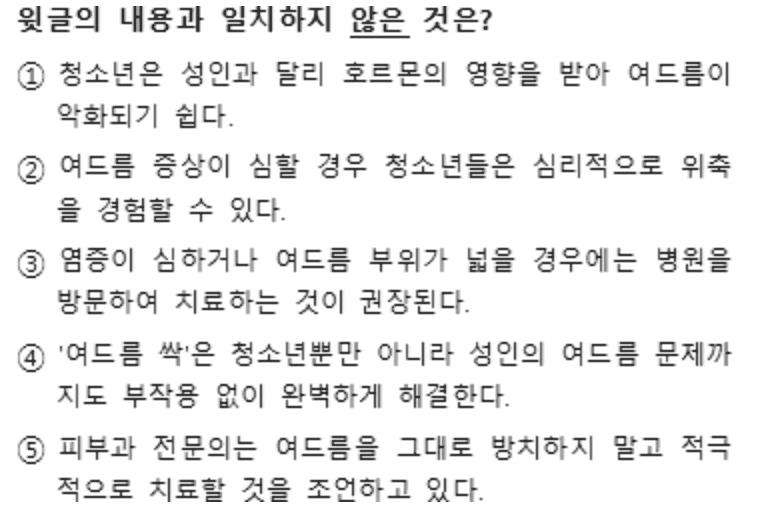 윗글의 내용과 일치하지 않은 것은?
① 청소년은 성인과 달리 호르몬의 영향을 받아 여드름이
악화되기 쉽다.
② 여드름 증상이 심할 경우 청소년들은 심리적으로 위축
을 경험할 수 있다.
③ 염증이 심하거나 여드름 부위가 넓을 경우에는 병원을
방문하여 치료하는 것이 권장된다.
④ '여드름 싹'은 청소년뿐만 아니라 성인의 여드름 문제까
지도 부작용 없이 완벽하게 해결한다.
⑤ 피부과 전문의는 여드름을 그대로 방치하지 말고 적극
적으로 치료할 것을 조언하고 있다.